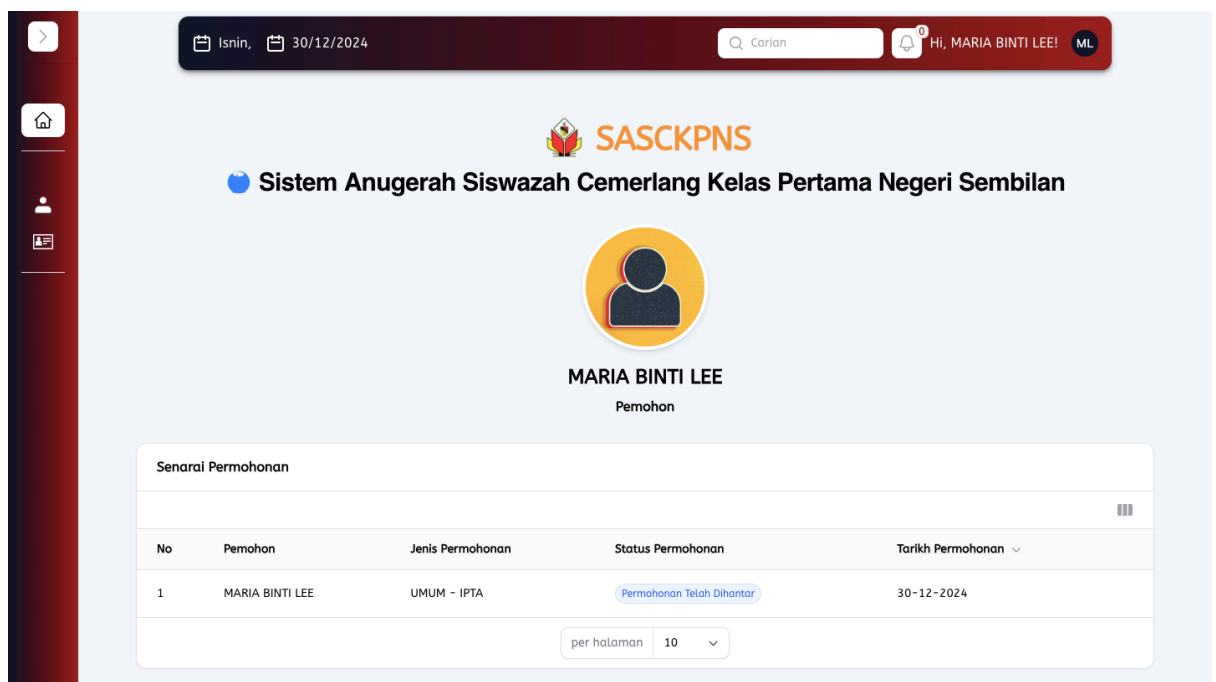 Isnin, 30/12/2024 Carian 0 Hi, MARIA BINTI LEE! ML
SASCKPNS
Sistem Anugerah Siswazah Cemerlang Kelas Pertama Negeri Sembilan
MARIA BINTI LEE
Pemohon
Senarai Permohonan
No Pemohon Jenis Permohonan Status Permohonan Tarikh Permohonan
1 MARIA BINTI LEE UMUM - IPTA Permohonan Telah Dihantar 30-12-2024
per halaman 10